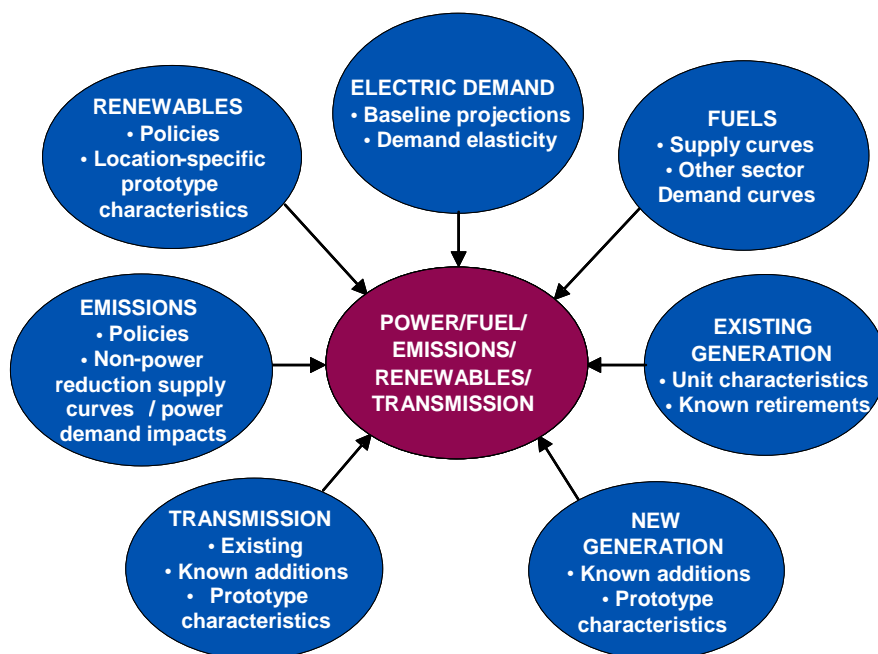 ELECTRIC DEMAND
• Baseline projections
• Demand elasticity
RENEWABLES
• Policies
• Location-specific
prototype
characteristics
FUELS
• Supply curves
• Other sector
Demand curves
EMISSIONS
• Policies
• Non-power
reduction supply
curves / power
demand impacts
POWER/FUEL/
EMISSIONS/
RENEWABLES/
TRANSMISSION
EXISTING
GENERATION
• Unit characteristics
• Known retirements
TRANSMISSION
• Existing
• Known additions
• Prototype
characteristics
NEW
GENERATION
• Known additions
• Prototype
characteristics